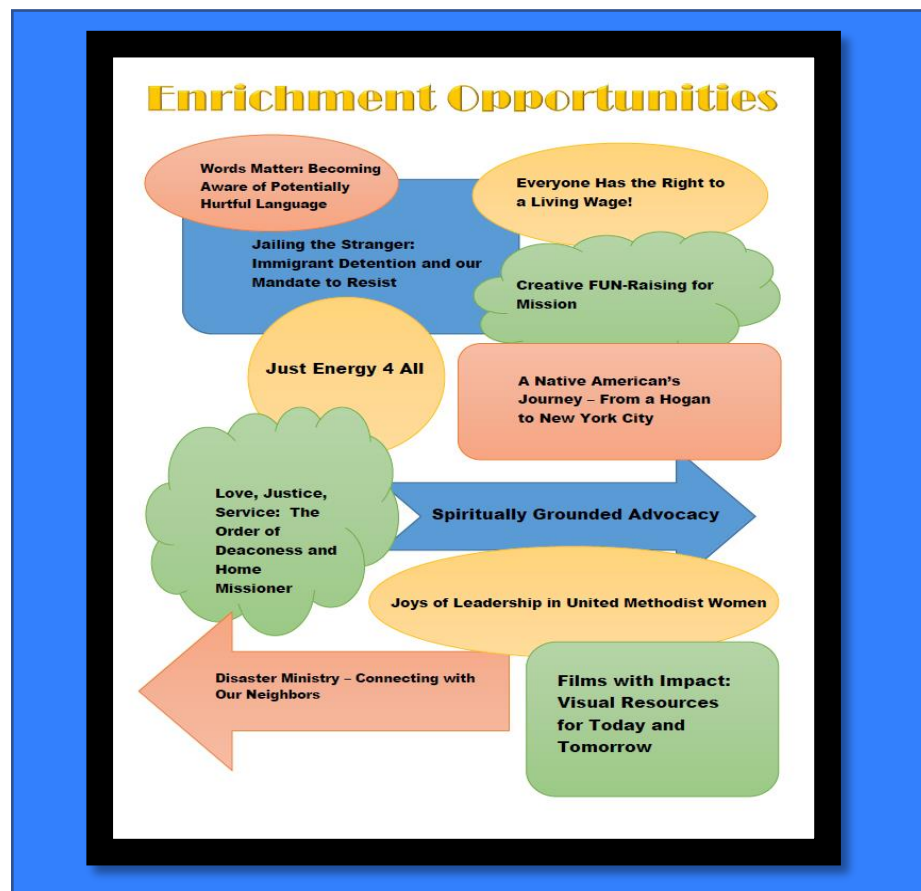 Enrichment Opportunities
Words Matter: Becoming
Aware of Potentially
Hurtful Language
Everyone Has the Right to
a Living Wage!
Jailing the Stranger:
Immigrant Detention and our
Mandate to Resist
Creative FUN-Raising for
Mission
Just Energy 4 All
A Native American's
Journey – From a Hogan
to New York City
Love, Justice,
Service:  The
Order of
Deaconess and
Home
Missioner
Spiritually Grounded Advocacy
Joys of Leadership in United Methodist Women
Disaster Ministry – Connecting with
Our Neighbors
Films with Impact:
Visual Resources
for Today and
Tomorrow